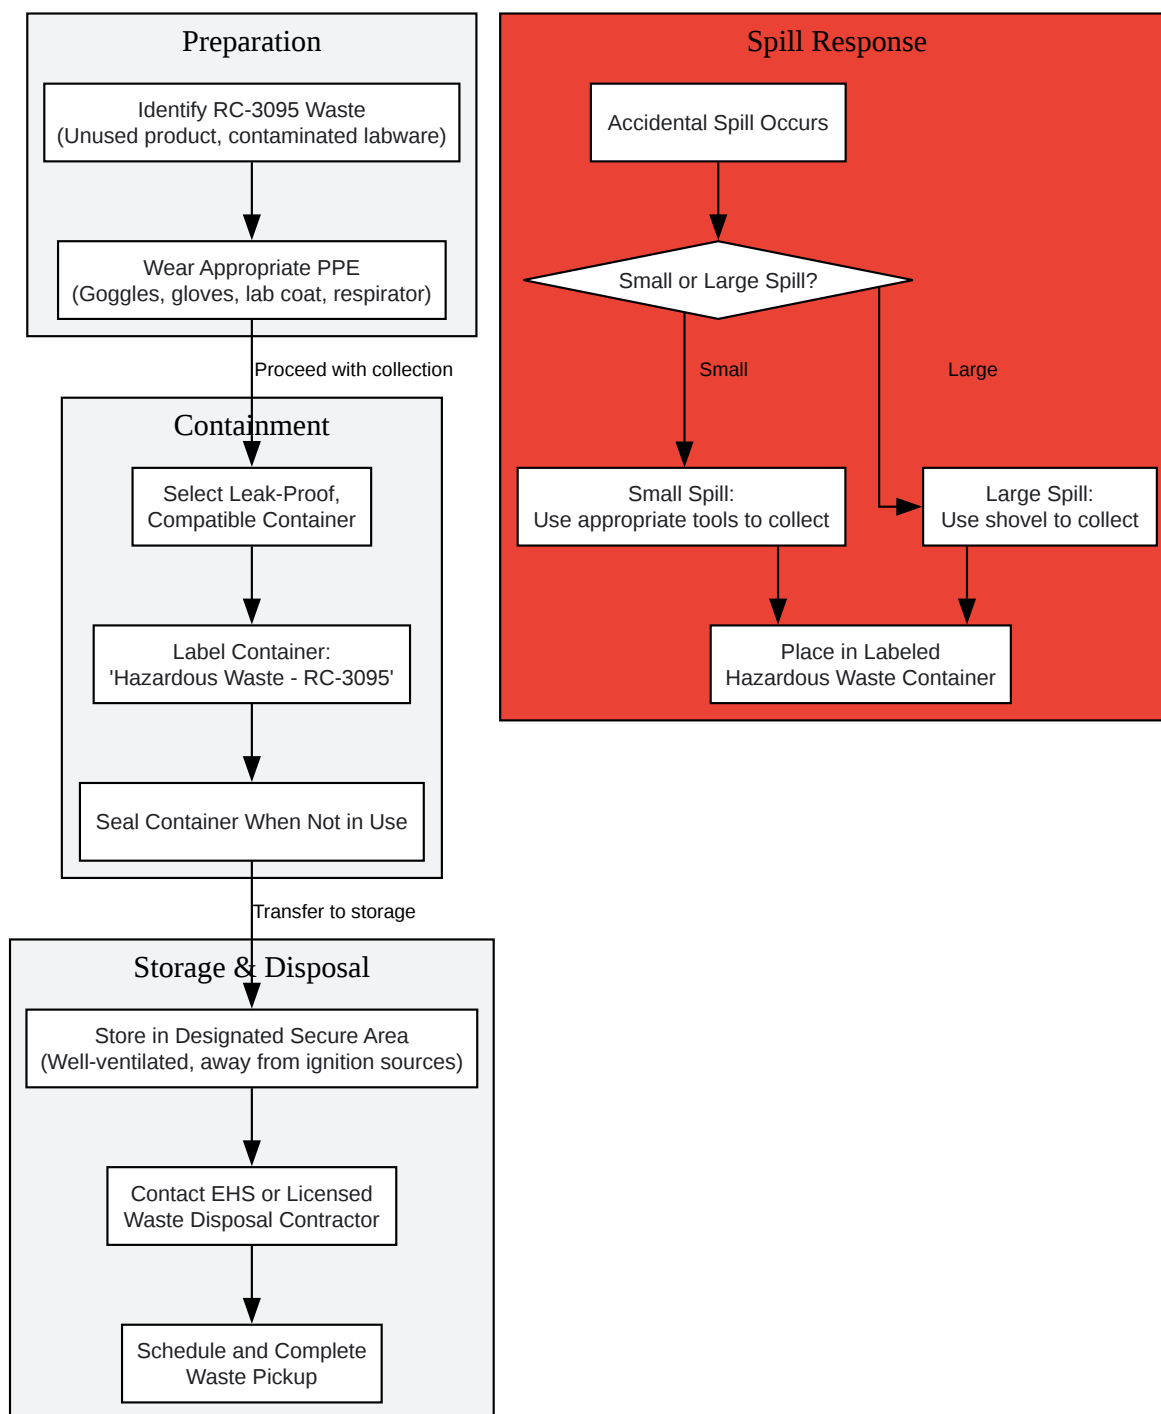 Preparation
Identify RC-3095 Waste
(Unused product, contaminated labware)
Wear Appropriate PPE
(Goggles, gloves, lab coat, respirator)
Proceed with collection
Containment
Select Leak-Proof,
Compatible Container
Label Container:
'Hazardous Waste - RC-3095'
Seal Container When Not in Use
Transfer to storage
Storage & Disposal
Store in Designated Secure Area
(Well-ventilated, away from ignition sources)
Contact EHS or Licensed
Waste Disposal Contractor
Schedule and Complete
Waste Pickup
Spill Response
Accidental Spill Occurs
Small or Large Spill?
Small
Large
Small Spill:
Use appropriate tools to collect
Large Spill:
Use shovel to collect
Place in Labeled
Hazardous Waste Container